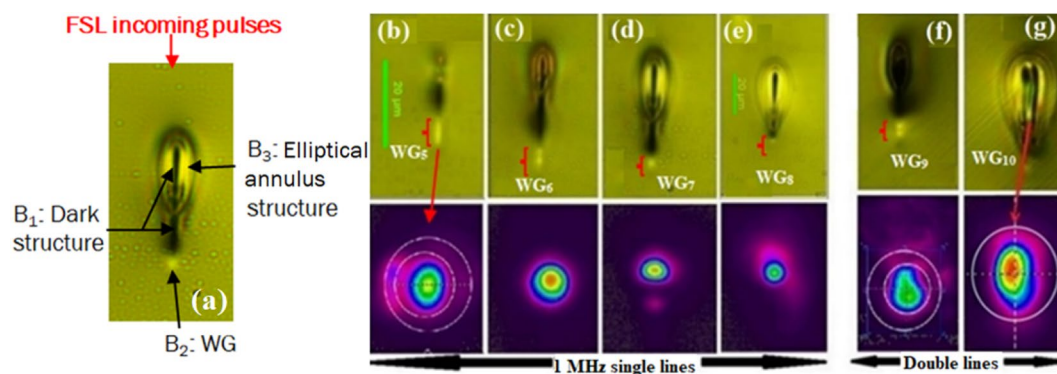 FSL incoming pulses
B₃: Elliptical
annulus
structure
B₁: Dark
structure
(a)
B₂: WG
(b)
(c)
(d)
(e)
(f)
(g)
20 µm
20 µm
WG₅
WG₆
WG₇
WG₈
WG₉
WG₁₀
1 MHz single lines
Double lines